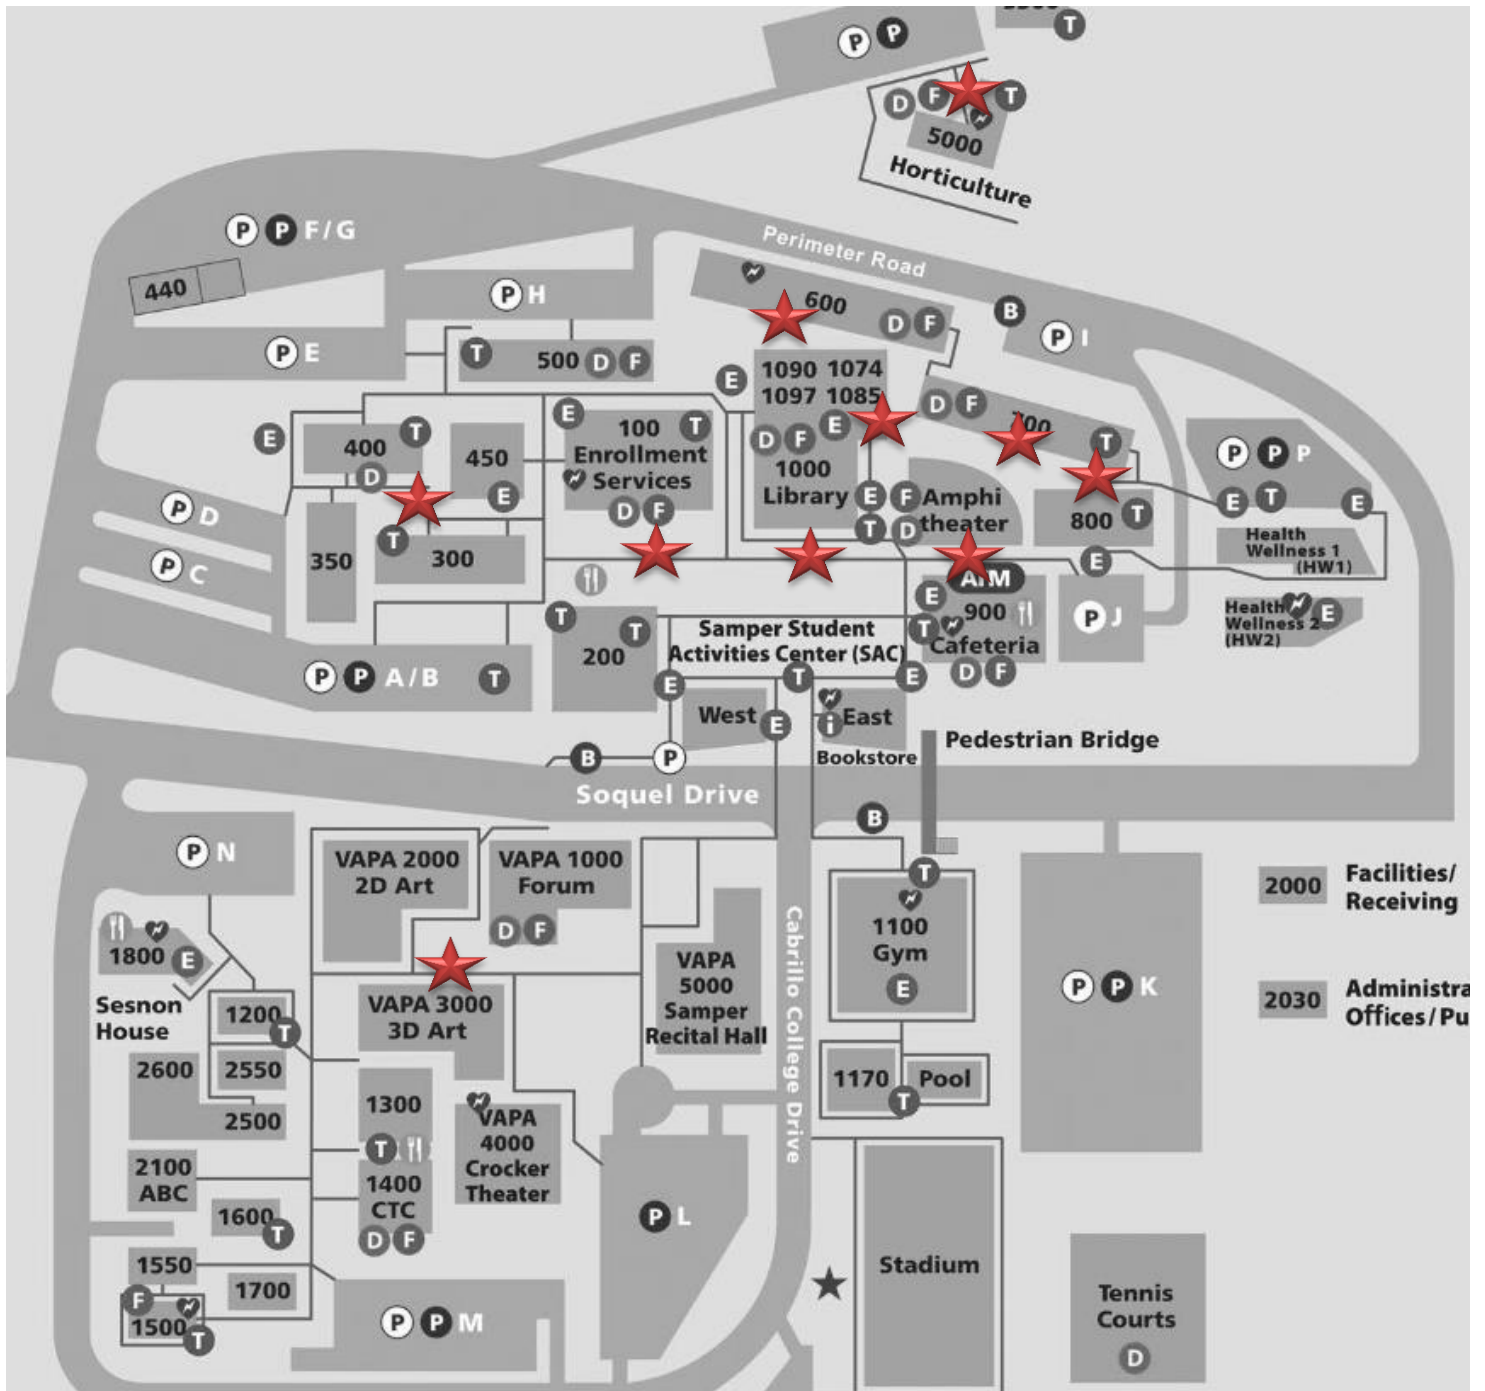 P P
T
D F T
5000
Horticulture
P P F/G
Perimeter Road
440
P H
600
D F
B
P I
P E
T 500 D F
E
1090 1074
1097 1085
E
D F
1000
Library
E
T
D F
T
E
400
T
D
450
E
E
100
T
Enrollment
Services
D F
F
D
Amphi
theater
800 T
P P P
E T E
Health
Wellness 1
(HW1)
Health
Wellness 2
(HW2)
E
P D
P C
350
T
300
E
P J
ATM
E
900
T
Cafeteria
D F
T
T
200
Samper Student
Activities Center (SAC)
P P A/B T
E
T
E
West
E
i East
Bookstore
Pedestrian Bridge
B P
Soquel Drive
B
P N
VAPA 2000
2D Art
VAPA 1000
Forum
D F
T
1100
Gym
E
2000
Facilities/
Receiving
1800 E
Sesnon
House
1200
T
VAPA 3000
3D Art
VAPA
5000
Samper
Recital Hall
Cabrillo College Drive
P P K
2030
2600
2550
2500
1300
T
VAPA
4000
Crocker
Theater
1170
Pool
T
2100
ABC
1400
CTC
D F
1600
T
P L
1550
1700
F
1500
T
P P M
Stadium
Tennis
Courts
D